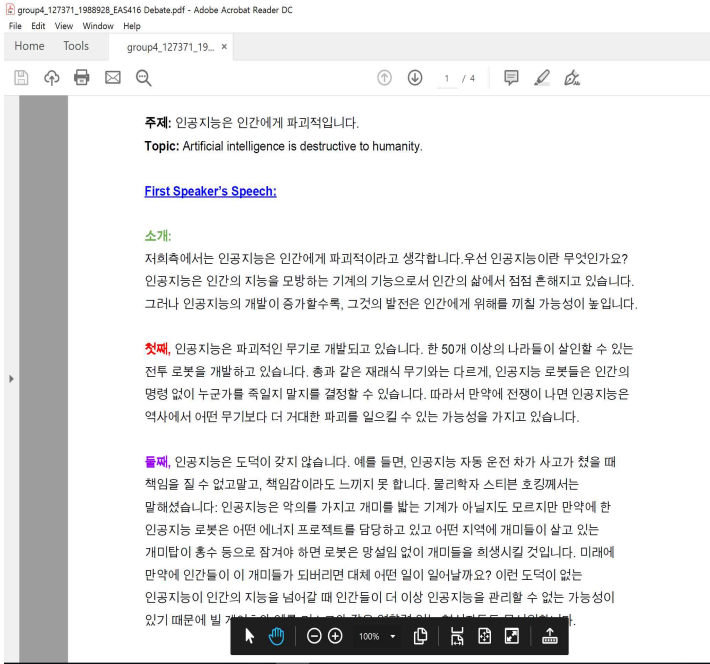 group4_127371_1988928_EAS416 Debate.pdf - Adobe Acrobat Reader DC
File Edit View Window Help
Home Tools group4_127371_19... ×
1 / 4
주제: 인공지능은 인간에게 파괴적입니다.
Topic: Artificial intelligence is destructive to humanity.
First Speaker's Speech:
소개:
저희측에서는 인공지능은 인간에게 파괴적이라고 생각합니다.우선 인공지능이란 무엇인가요?
인공지능은 인간의 지능을 모방하는 기계의 기능으로서 인간의 삶에서 점점 흔해지고 있습니다.
그러나 인공지능의 개발이 증가할수록, 그것의 발전은 인간에게 위해를 끼칠 가능성이 높입니다.
첫째, 인공지능은 파괴적인 무기로 개발되고 있습니다. 한 50개 이상의 나라들이 살인할 수 있는
전투 로봇을 개발하고 있습니다. 총과 같은 재래식 무기와는 다르게, 인공지능 로봇들은 인간의
명령 없이 누군가를 죽일지 말지를 결정할 수 있습니다. 따라서 만약에 전쟁이 나면 인공지능은
역사에서 어떤 무기보다 더 거대한 파괴를 일으킬 수 있는 가능성을 가지고 있습니다.
둘째, 인공지능은 도덕이 갖지 않습니다. 예를 들면, 인공지능 자동 운전 차가 사고가 쳤을 때
책임을 질 수 없고말고, 책임감이라도 느끼지 못 합니다. 물리학자 스티븐 호킹께서는
말해셨습니다: 인공지능은 악의를 가지고 개미를 밟는 기계가 아닐지도 모르지만 만약에 한
인공지능 로봇은 어떤 에너지 프로젝트를 담당하고 있고 어떤 지역에 개미들이 살고 있는
개미탑이 홍수 등으로 잠겨야 하면 로봇은 망설임 없이 개미들을 희생시킬 것입니다. 미래에
만약에 인간들이 이 개미들가 되버리면 대체 어떤 일이 일어날까요? 이런 도덕이 없는
인공지능이 인간의 지능을 넘어갈 때 인간들이 더 이상 인공지능을 관리할 수 없는 가능성이
있기 때문에 빌
100%